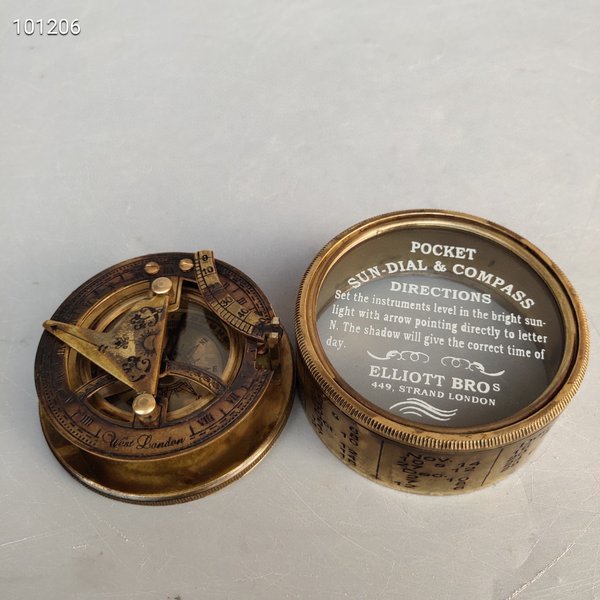 101206
POCKET
SUN-DIAL & COMPASS
DIRECTIONS
Set the instruments level in the bright sun-
light with arrow pointing directly to letter
N. The shadow will give the correct time of
day.
ELLIOTT BROS
449, STRAND LONDON
West London